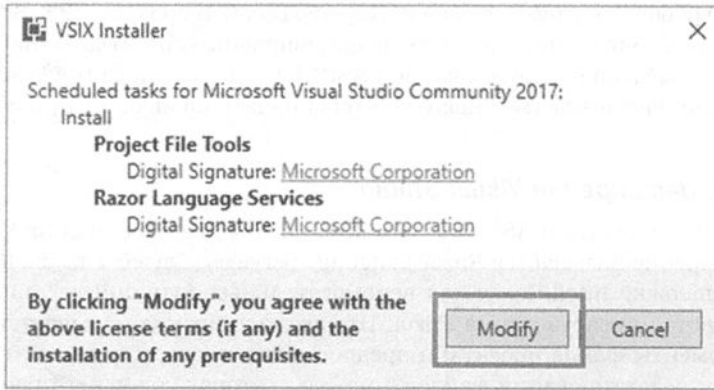 VSIX Installer
Scheduled tasks for Microsoft Visual Studio Community 2017:
Install
Project File Tools
Digital Signature: Microsoft Corporation
Razor Language Services
Digital Signature: Microsoft Corporation
By clicking "Modify", you agree with the
above license terms (if any) and the
installation of any prerequisites.
Modify
Cancel